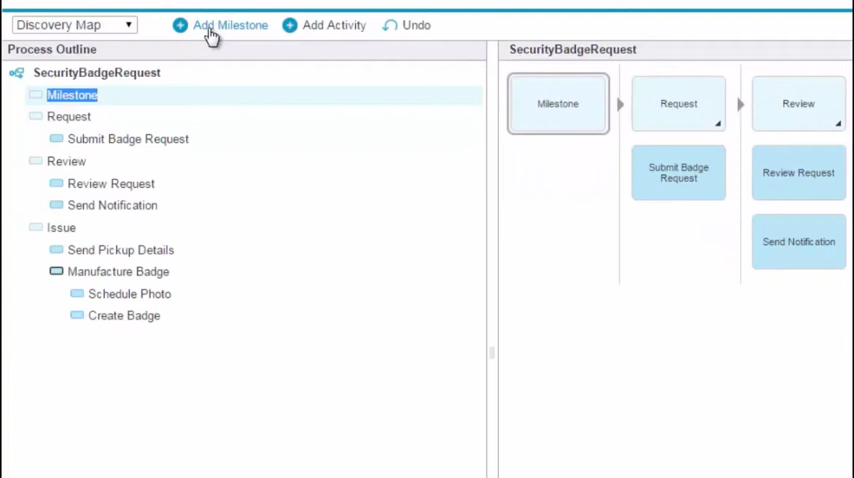 Discovery Map
Add Milestone
Add Activity
Undo
Process Outline
SecurityBadgeRequest
Milestone
Request
Submit Badge Request
Review
Review Request
Send Notification
Issue
Send Pickup Details
Manufacture Badge
Schedule Photo
Create Badge
SecurityBadgeRequest
Milestone
Request
Review
Submit Badge
Request
Review Request
Send Notification